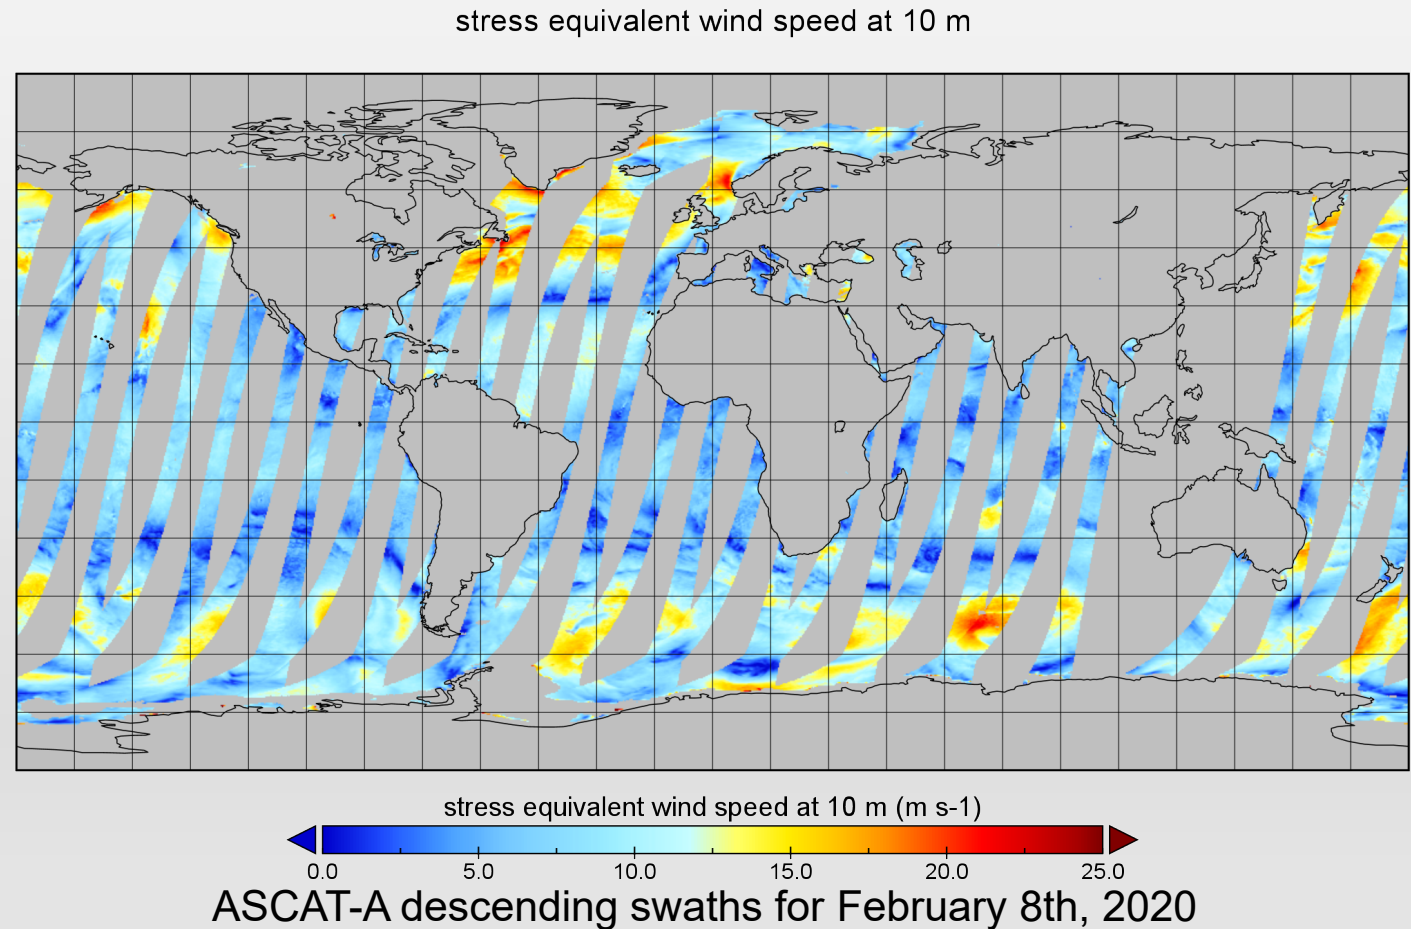 stress equivalent wind speed at 10 m
stress equivalent wind speed at 10 m (m s-1)
0.0 5.0 10.0 15.0 20.0 25.0
ASCAT-A descending swaths for February 8th, 2020